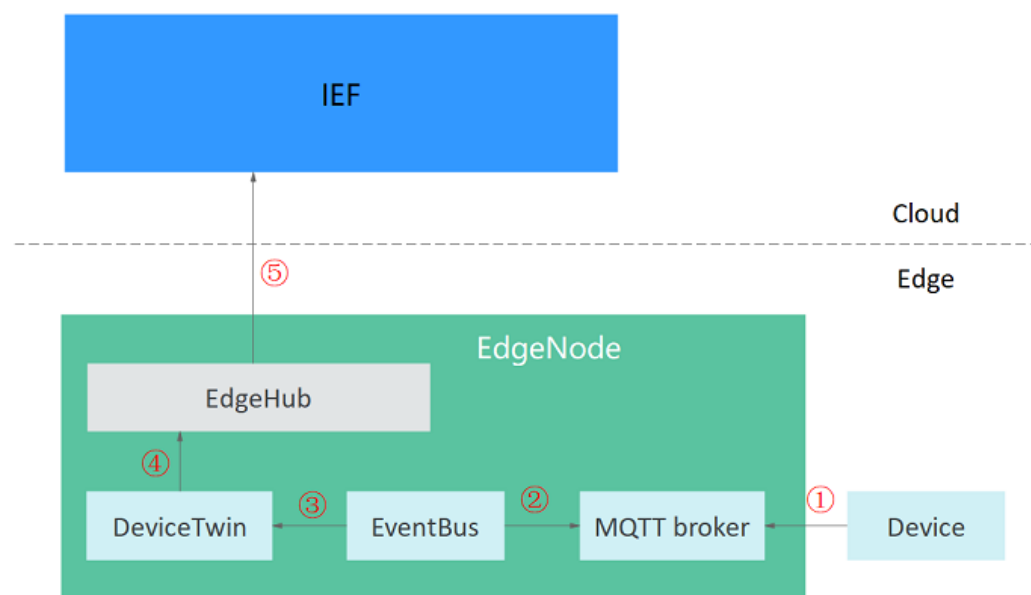 IEF
Cloud
⑤
Edge
EdgeNode
EdgeHub
④
DeviceTwin
③
EventBus
②
MQTT broker
①
Device